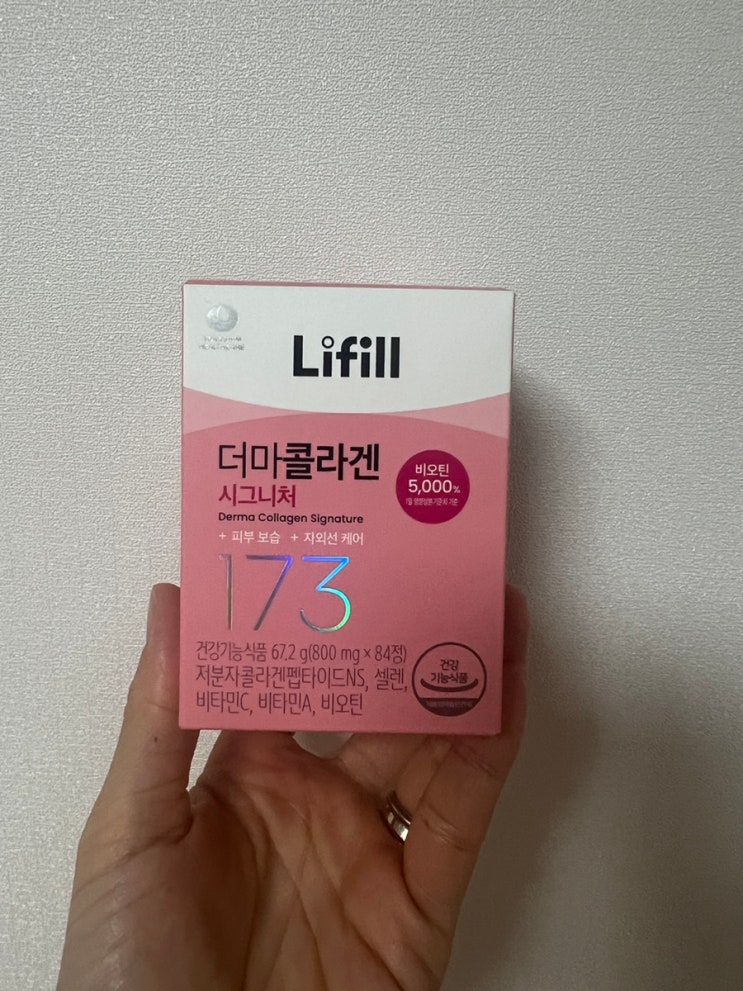 Lifill
더마콜라겐
시그니처
Derma Collagen Signature
+ 피부 보습 + 자외선 케어
비오틴
5,000%
173
건강기능식품 67.2 g(800 mg × 84정)
저분자콜라겐펩타이드NS, 셀렌,
비타민C, 비타민A, 비오틴
건강
기능식품